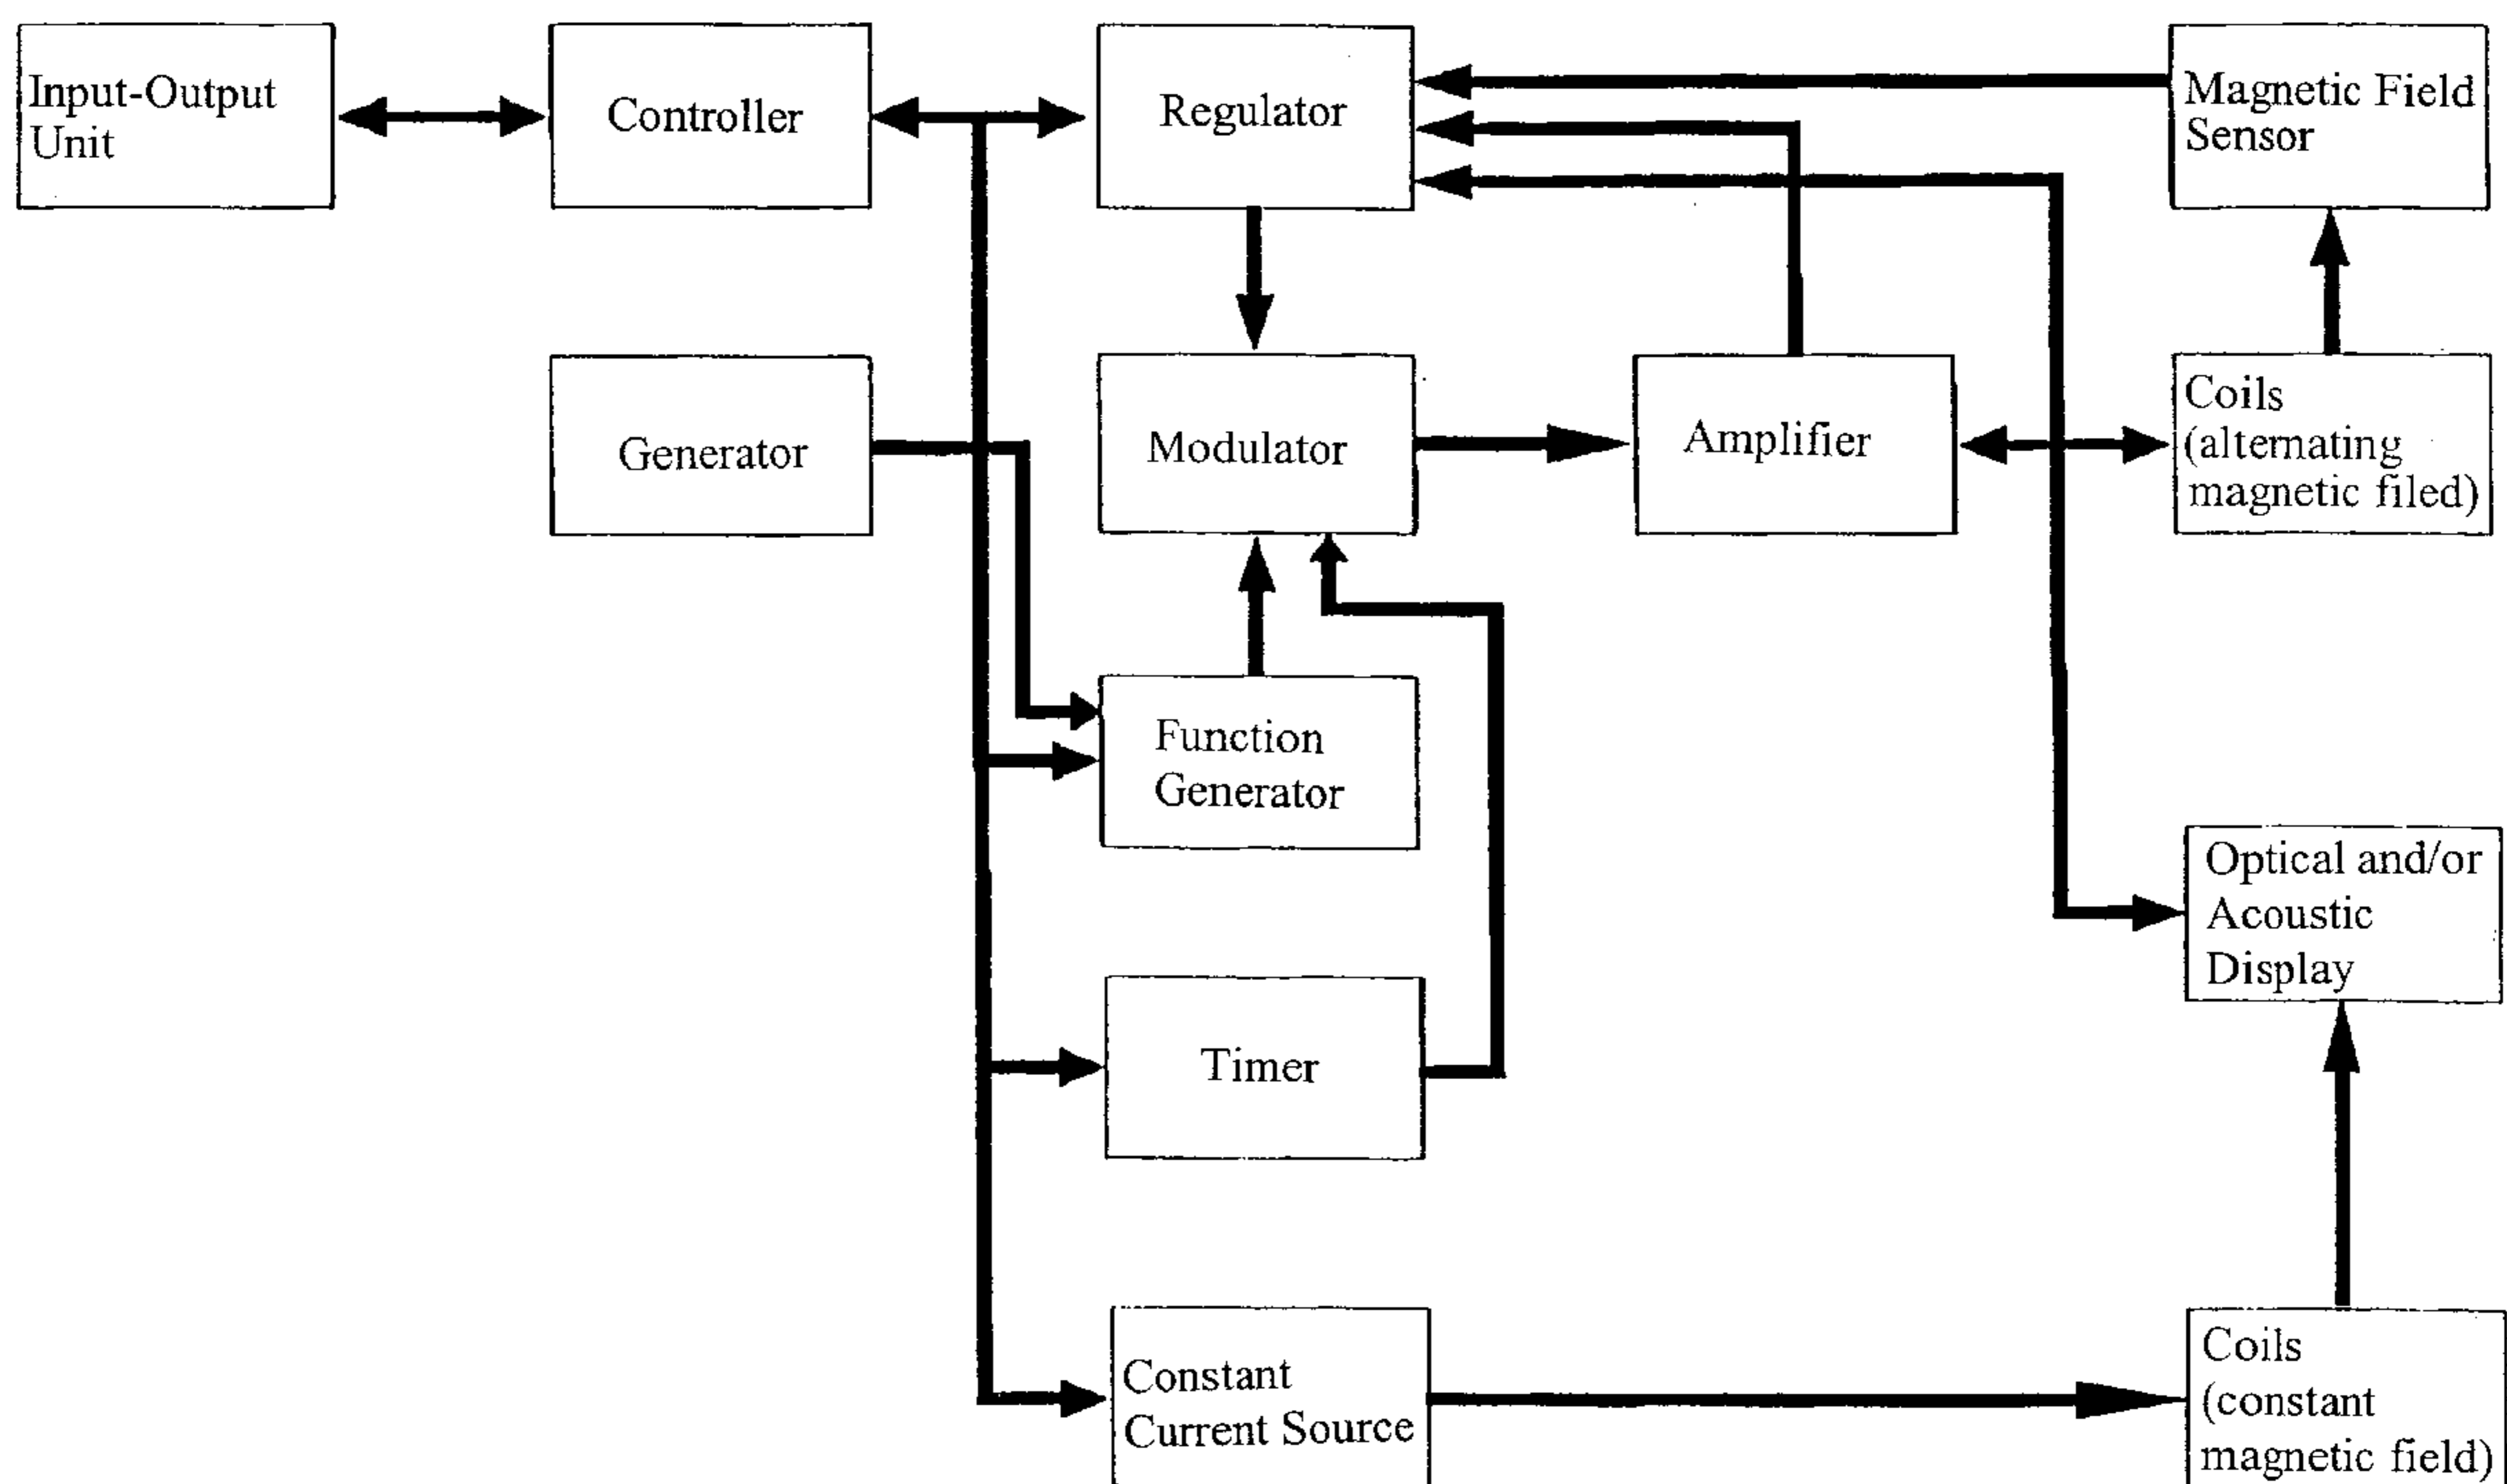 Input-Output
Unit
Controller
Regulator
Magnetic Field
Sensor
Generator
Modulator
Amplifier
Coils
(alternating
magnetic filed)
Function
Generator
Optical and/or
Acoustic
Display
Timer
Constant
Current Source
Coils
(constant
magnetic field)